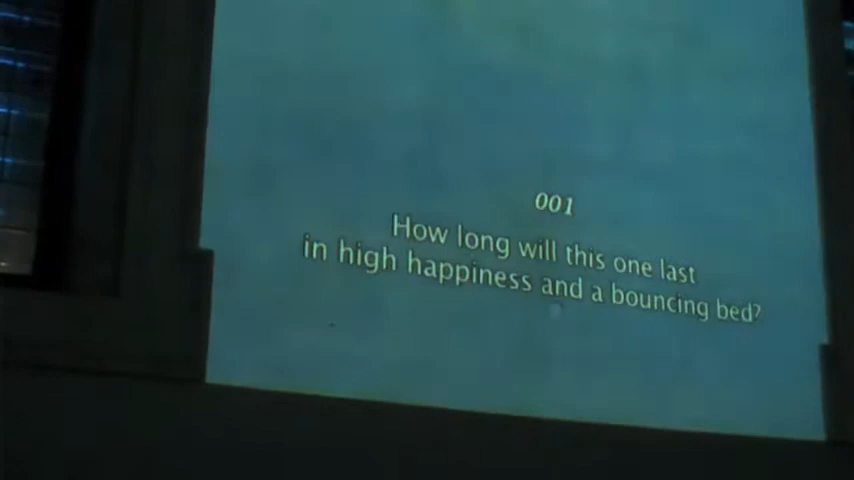 001
How long will this one last
in high happiness and a bouncing bed?